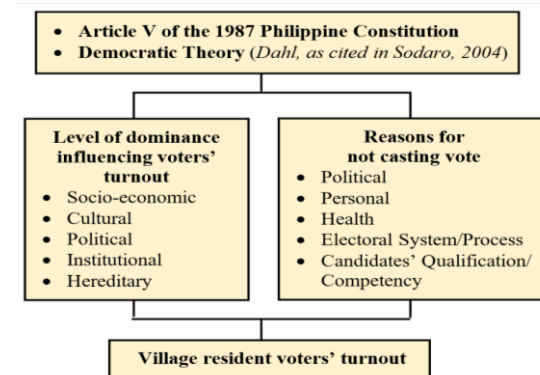 • Article V of the 1987 Philippine Constitution
• Democratic Theory (Dahl, as cited in Sodaro, 2004)
Level of dominance
influencing voters'
turnout
• Socio-economic
• Cultural
• Political
• Institutional
• Hereditary
Reasons for
not casting vote
• Political
• Personal
• Health
• Electoral System/Process
• Candidates' Qualification/
Competency
Village resident voters' turnout